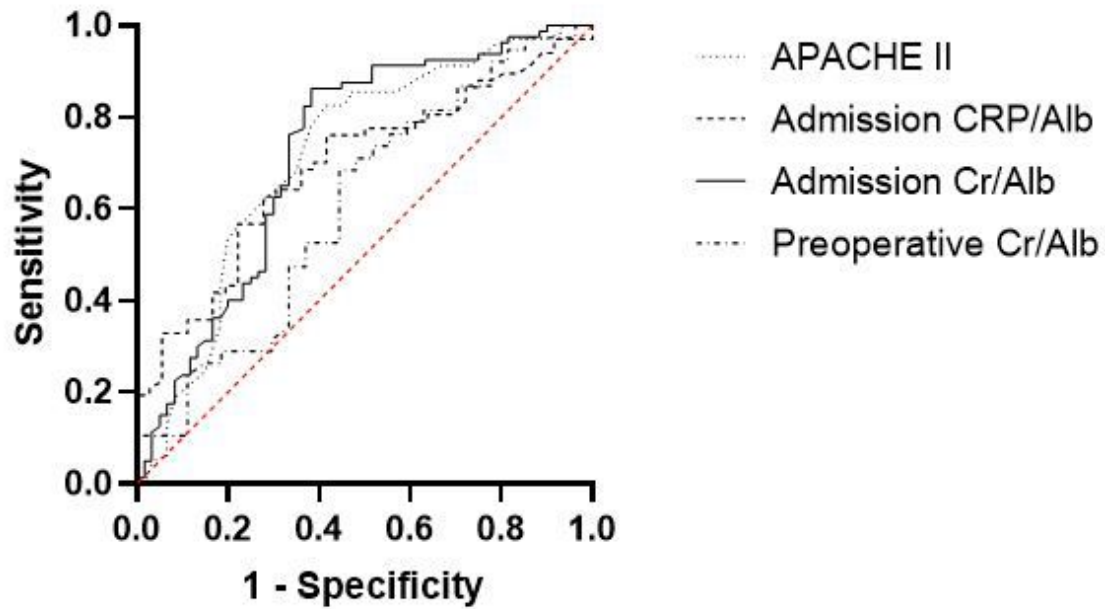 Sensitivity
1.0
0.8
0.6
0.4
0.2
0.0
0.0 0.2 0.4 0.6 0.8 1.0
1 - Specificity
APACHE II
Admission CRP/Alb
Admission Cr/Alb
Preoperative Cr/Alb